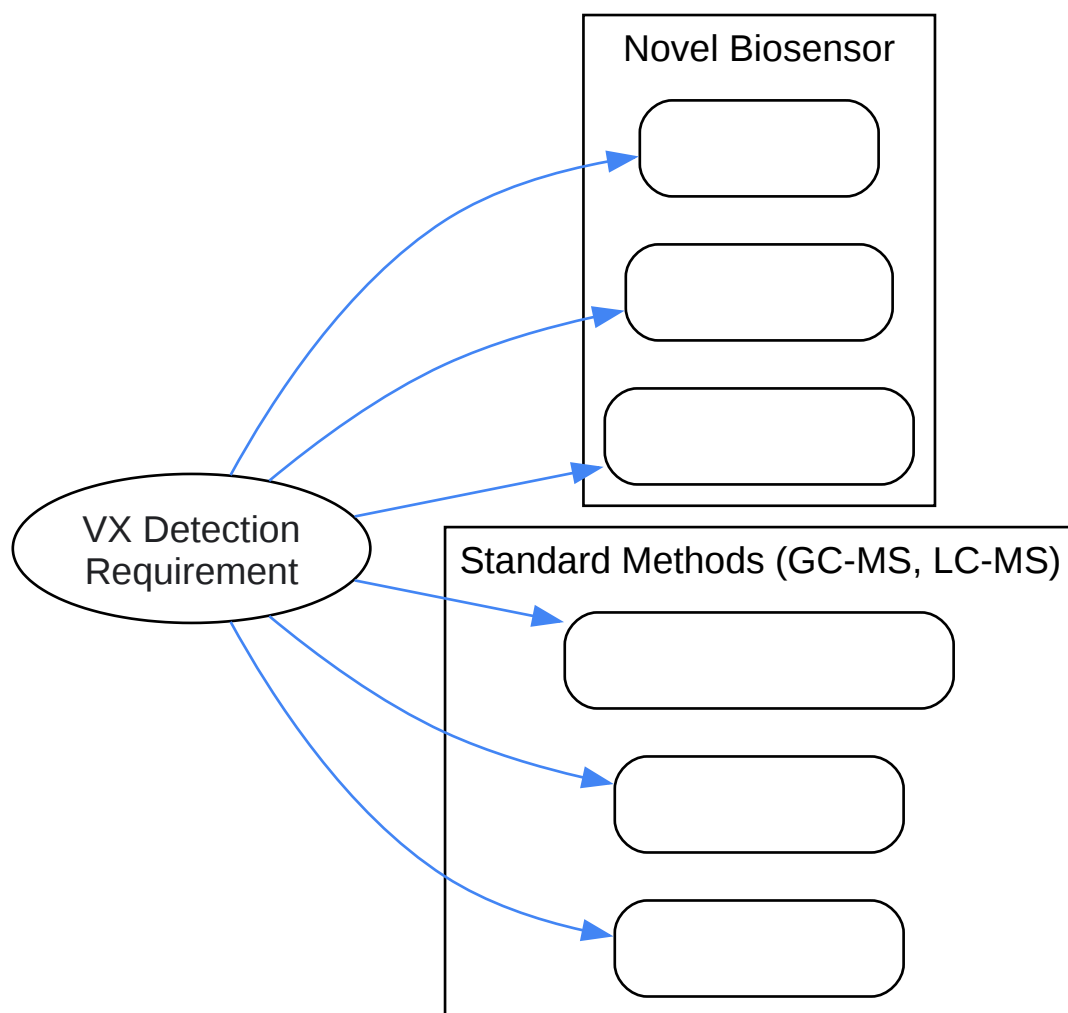 Novel Biosensor
VX Detection
Requirement
Standard Methods (GC-MS, LC-MS)